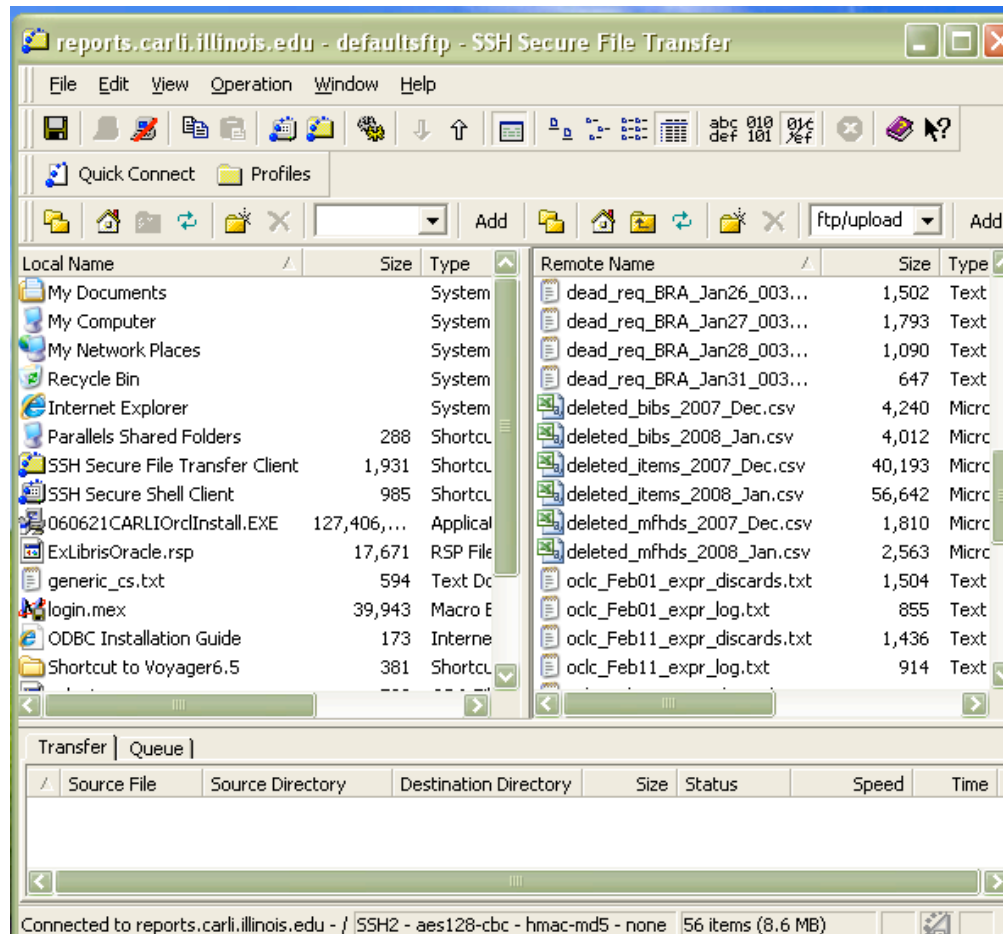 reports.carli.illinois.edu - defaultsftp - SSH Secure File Transfer
File Edit View Operation Window Help
abc def 010 101
Quick Connect Profiles
Add ftp/upload Add
Local Name Size Type
My Documents System
My Computer System
My Network Places System
Recycle Bin System
Internet Explorer System
Parallels Shared Folders 288 Shortcu
SSH Secure File Transfer Client 1,931 Shortcu
SSH Secure Shell Client 985 Shortcu
060621CARLIOrclInstall.EXE 127,406,... Applical
ExLibrisOracle.rsp 17,671 RSP File
generic_cs.txt 594 Text Do
login.mex 39,943 Macro E
ODBC Installation Guide 173 Interne
Shortcut to Voyager6.5 381 Shortcu
Remote Name Size Type
dead_req_BRA_Jan26_003... 1,502 Text
dead_req_BRA_Jan27_003... 1,793 Text
dead_req_BRA_Jan28_003... 1,090 Text
dead_req_BRA_Jan31_003... 647 Text
deleted_bibs_2007_Dec.csv 4,240 Micro
deleted_bibs_2008_Jan.csv 4,012 Micro
deleted_items_2007_Dec.csv 40,193 Micro
deleted_items_2008_Jan.csv 56,642 Micro
deleted_mfhds_2007_Dec.csv 1,810 Micro
deleted_mfhds_2008_Jan.csv 2,563 Micro
oclc_Feb01_expr_discards.txt 1,504 Text
oclc_Feb01_expr_log.txt 855 Text
oclc_Feb11_expr_discards.txt 1,436 Text
oclc_Feb11_expr_log.txt 914 Text
Transfer Queue
Source File Source Directory Destination Directory Size Status Speed Time
Connected to reports.carli.illinois.edu - / SSH2 - aes128-cbc - hmac-md5 - none 56 items (8.6 MB)